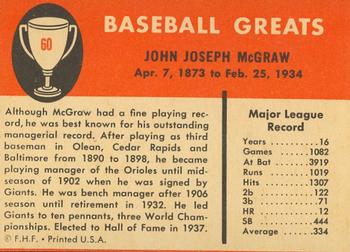 60
BASEBALL GREATS
JOHN JOSEPH McGRAW
Apr. 7, 1873 to Feb. 25, 1934
Although McGraw had a fine playing rec-
ord, he was best known for his outstanding
managerial record. After playing as third
baseman in Olean, Cedar Rapids and
Baltimore from 1890 to 1898, he became
playing manager of the Orioles until mid-
season of 1902 when he was signed by
Giants. He was bench manager after 1906
season until retirement in 1932. He led
Giants to ten pennants, three World Cham-
pionships. Elected to Hall of Fame in 1937.
© F.H.F. • Printed U.S.A.
Major League
Record
Years - 16
Games - 1082
At Bat - 3919
Runs - 1019
Hits - 1307
2b - 122
3b - 71
HR - 12
SB - 444
Average - .334